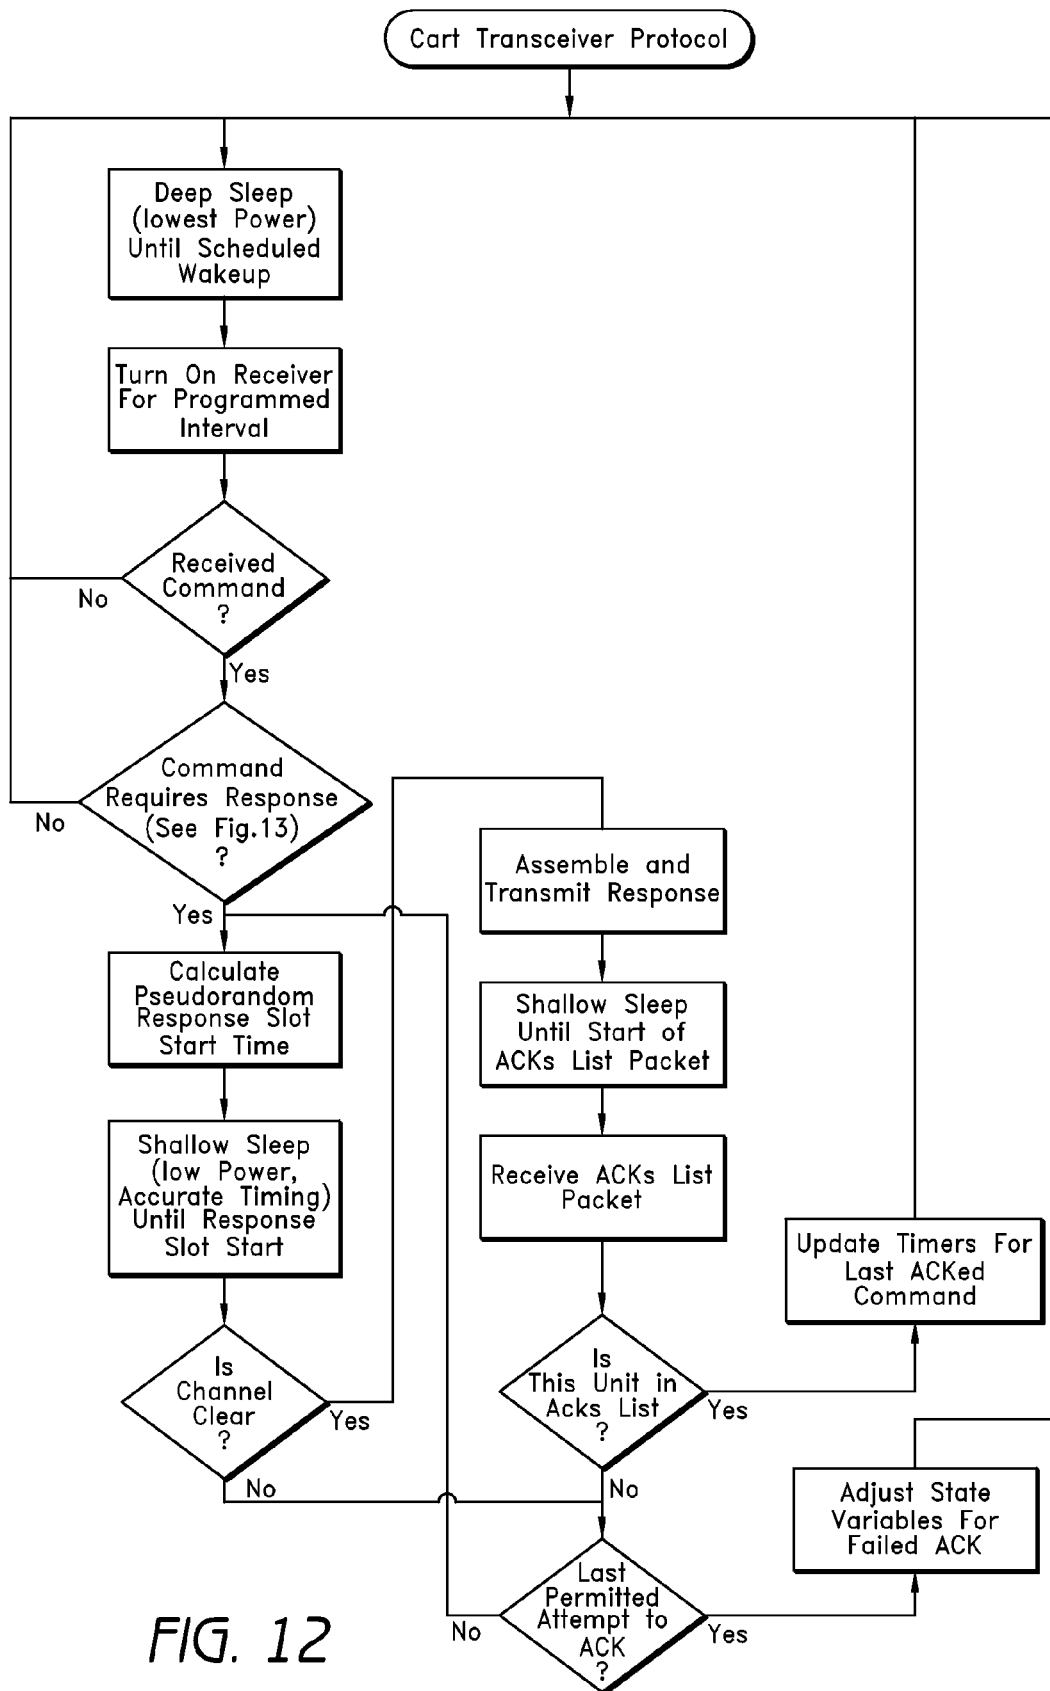 Cart Transceiver Protocol
Deep Sleep
(lowest Power)
Until Scheduled
Wakeup
Turn On Receiver
For Programmed
Interval
Received
Command
?
No
Yes
Command
Requires Response
(See Fig.13)
?
No
Yes
Calculate
Pseudorandom
Response Slot
Start Time
Shallow Sleep
(low Power,
Accurate Timing)
Until Response
Slot Start
Is
Channel
Clear
?
Yes
No
Assemble and
Transmit Response
Shallow Sleep
Until Start of
ACKs List Packet
Receive ACKs List
Packet
Is
This Unit in
Acks List
?
Yes
No
Update Timers For
Last ACKed
Command
Last
Permitted
Attempt to
ACK
?
No
Yes
Adjust State
Variables For
Failed ACK
FIG. 12